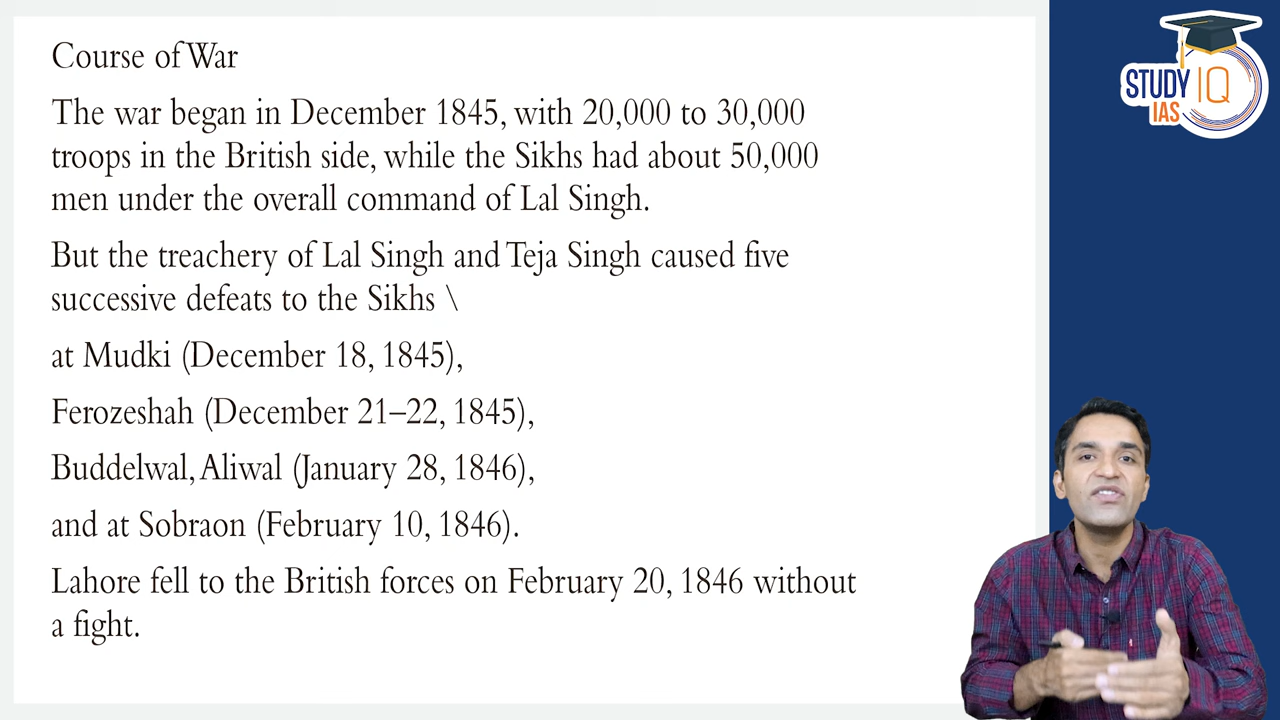 Course of War
The war began in December 1845, with 20,000 to 30,000
troops in the British side, while the Sikhs had about 50,000
men under the overall command of Lal Singh.
But the treachery of Lal Singh and Teja Singh caused five
successive defeats to the Sikhs \
at Mudki (December 18, 1845),
Ferozeshah (December 21–22, 1845),
Buddelwal, Aliwal (January 28, 1846),
and at Sobraon (February 10, 1846).
Lahore fell to the British forces on February 20, 1846 without
a fight.
STUDY IQ
IAS